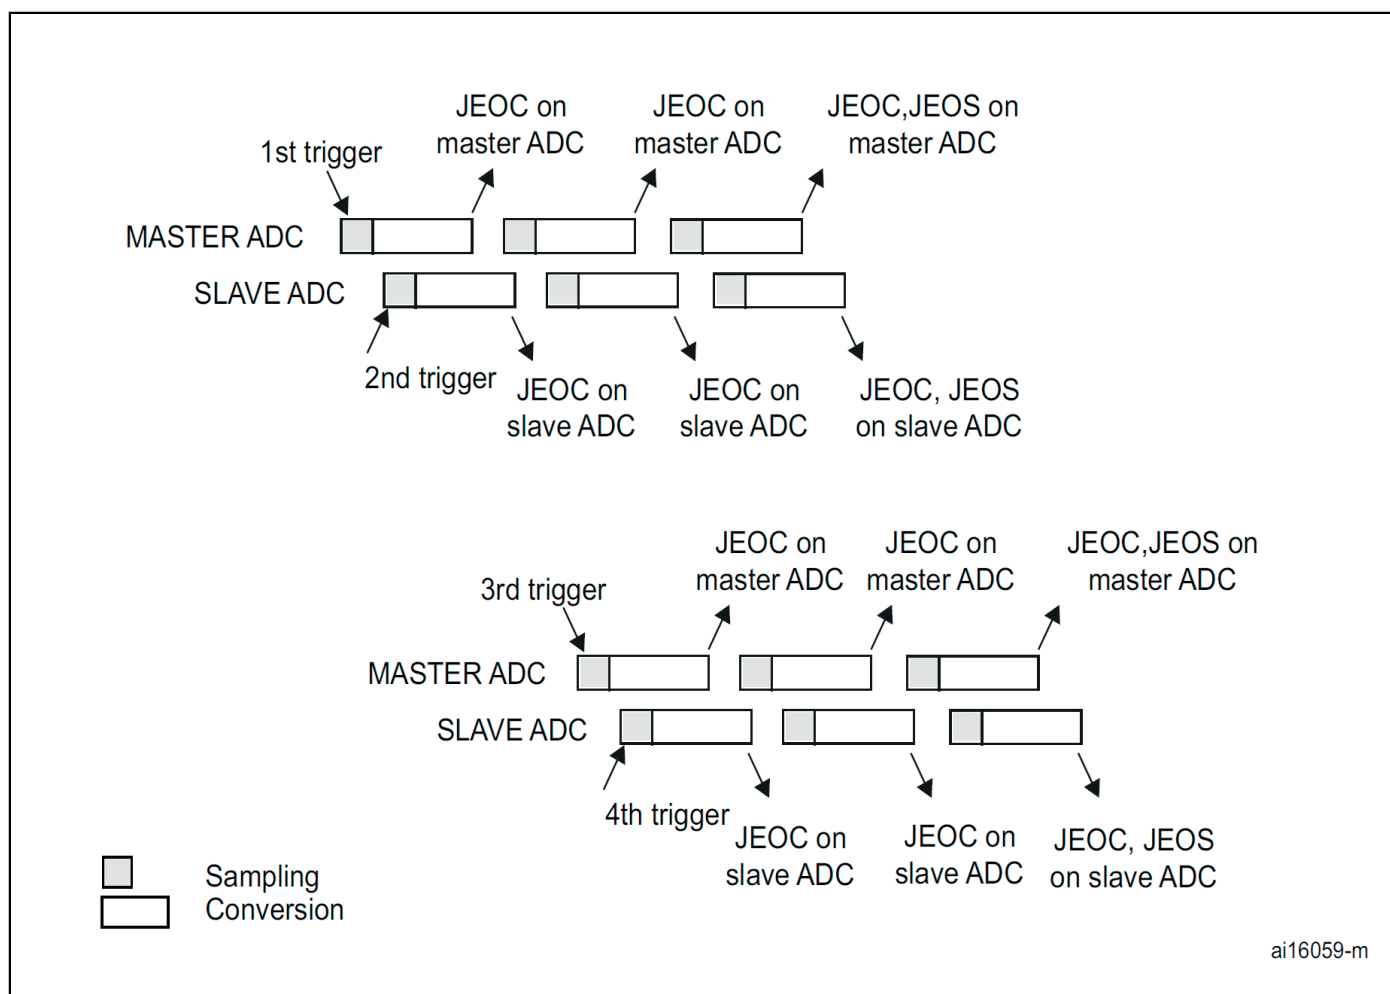 JEOC on
master ADC
JEOC on
master ADC
JEOC,JEOS on
master ADC
1st trigger
MASTER ADC
SLAVE ADC
2nd trigger
JEOC on
slave ADC
JEOC on
slave ADC
JEOC, JEOS
on slave ADC
JEOC on
master ADC
JEOC on
master ADC
JEOC,JEOS on
master ADC
3rd trigger
MASTER ADC
SLAVE ADC
4th trigger
JEOC on
slave ADC
JEOC on
slave ADC
JEOC, JEOS
on slave ADC
Sampling
Conversion
ai16059-m